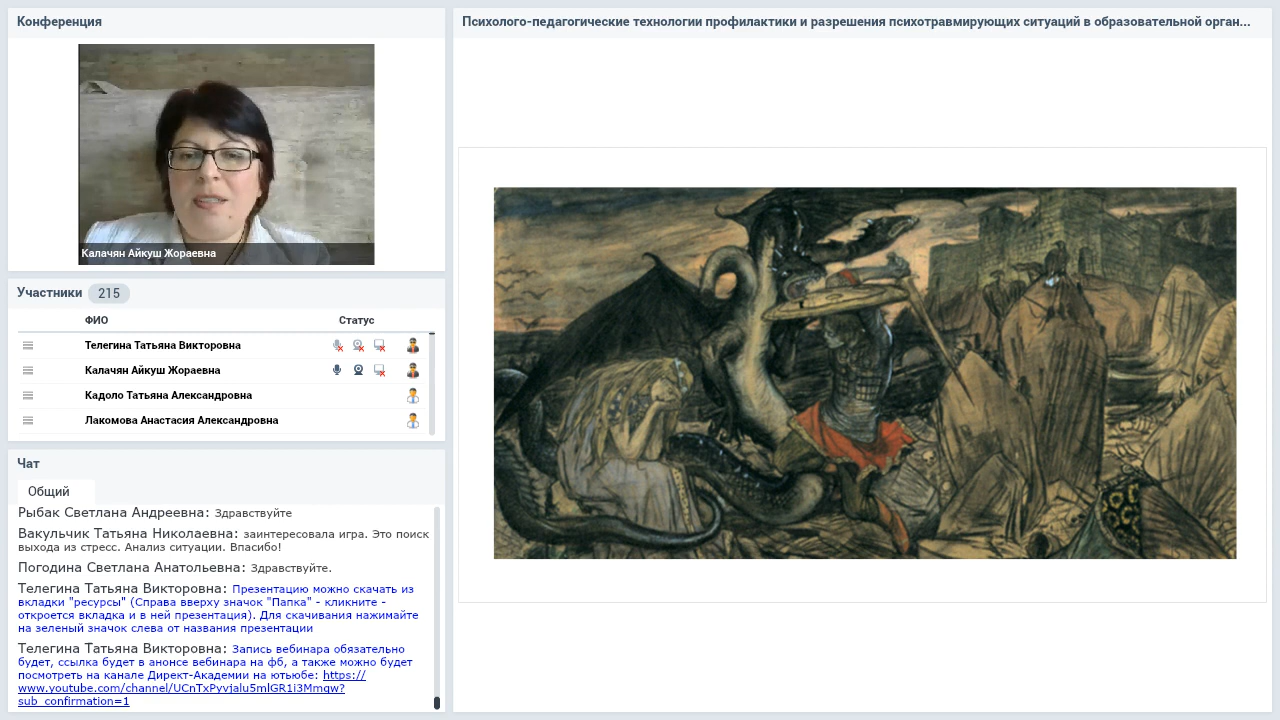 Конференция
Калачян Айкуш Жораевна
Участники 215
ФИО Статус
Телегина Татьяна Викторовна
Калачян Айкуш Жораевна
Кадоло Татьяна Александровна
Лакомова Анастасия Александровна
Чат
Общий
Рыбак Светлана Андреевна: Здравствуйте
Вакульчик Татьяна Николаевна: заинтересовала игра. Это поиск
выхода из стресс. Анализ ситуации. Впасибо!
Погодина Светлана Анатольевна: Здравствуйте.
Телегина Татьяна Викторовна: Презентацию можно скачать из
вкладки "ресурсы" (Справа вверху значок "Папка" - кликните -
откроется вкладка и в ней презентация). Для скачивания нажимайте
на зеленый значок слева от названия презентации
Телегина Татьяна Викторовна: Запись вебинара обязательно
будет, ссылка будет в анонсе вебинара на фб, а также можно будет
посмотреть на канале Директ-Академии на ютьюбе: https://
www.youtube.com/channel/UCnTxPyvjalu5mlGR1i3Mmqw?
sub_confirmation=1
Психолого-педагогические технологии профилактики и разрешения психотравмирующих ситуаций в образовательной орган...